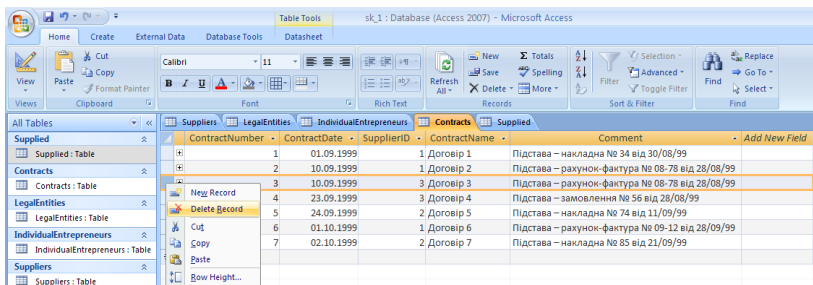 Table Tools sk_1 : Database (Access 2007) - Microsoft Access
Home Create External Data Database Tools Datasheet
View
Views
Paste
Cut
Copy
Format Painter
Clipboard
Calibri 11
B I U A
Font
Rich Text
Refresh All
New
Save
Delete
Σ Totals
Spelling
More
Records
Filter
Selection
Advanced
Toggle Filter
Sort & Filter
Find
Replace
Go To
Select
Find
All Tables «
Supplied
Supplied : Table
Contracts
Contracts : Table
LegalEntities
LegalEntities : Table
IndividualEntrepreneurs
IndividualEntrepreneurs : Table
Suppliers
Suppliers : Table
Suppliers LegalEntities IndividualEntrepreneurs Contracts Supplied
ContractNumber ContractDate SupplierID ContractName Comment Add New Field
1 01.09.1999 1 Договір 1 Підстава – накладна № 34 від 30/08/99
2 10.09.1999 1 Договір 2 Підстава – рахунок-фактура № 08-78 від 28/08/99
3 10.09.1999 3 Договір 3 Підстава – рахунок-фактура № 08-78 від 28/08/99
4 23.09.1999 3 Договір 4 Підстава – замовлення № 56 від 28/08/99
5 24.09.1999 2 Договір 5 Підстава – накладна № 74 від 11/09/99
6 01.10.1999 1 Договір 6 Підстава – рахунок-фактура № 09-12 від 28/09/99
7 02.10.1999 2 Договір 7 Підстава – накладна № 85 від 21/09/99
New Record
Delete Record
Cut
Copy
Paste
Row Height...